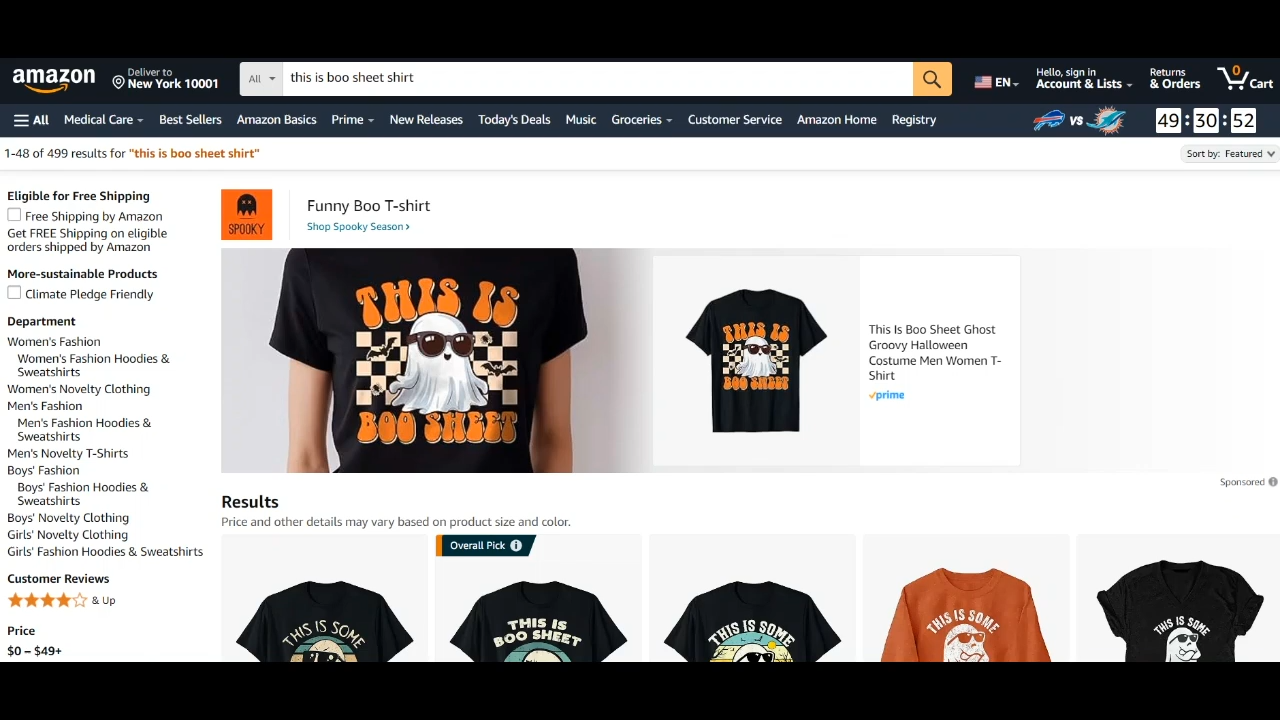 amazon
Deliver to
New York 10001
All
this is boo sheet shirt
EN
Hello, sign in
Account & Lists
Returns
& Orders
0
Cart
All
Medical Care
Best Sellers
Amazon Basics
Prime
New Releases
Today's Deals
Music
Groceries
Customer Service
Amazon Home
Registry
VS
49:30:52
1-48 of 499 results for "this is boo sheet shirt"
Sort by: Featured
Eligible for Free Shipping
Free Shipping by Amazon
Get FREE Shipping on eligible
orders shipped by Amazon
More-sustainable Products
Climate Pledge Friendly
Department
Women's Fashion
Women's Fashion Hoodies &
Sweatshirts
Women's Novelty Clothing
Men's Fashion
Men's Fashion Hoodies &
Sweatshirts
Men's Novelty T-Shirts
Boys' Fashion
Boys' Fashion Hoodies &
Sweatshirts
Boys' Novelty Clothing
Girls' Novelty Clothing
Girls' Fashion Hoodies & Sweatshirts
Customer Reviews
& Up
Price
$0 – $49+
SPOOKY
Funny Boo T-shirt
Shop Spooky Season ›
THIS IS
BOO SHEET
THIS IS
BOO SHEET
This Is Boo Sheet Ghost
Groovy Halloween
Costume Men Women T-
Shirt
prime
Sponsored
Results
Price and other details may vary based on product size and color.
Overall Pick
THIS IS SOME
THIS IS
BOO SHEET
THIS IS SOME
THIS IS SOME
THIS IS SOME